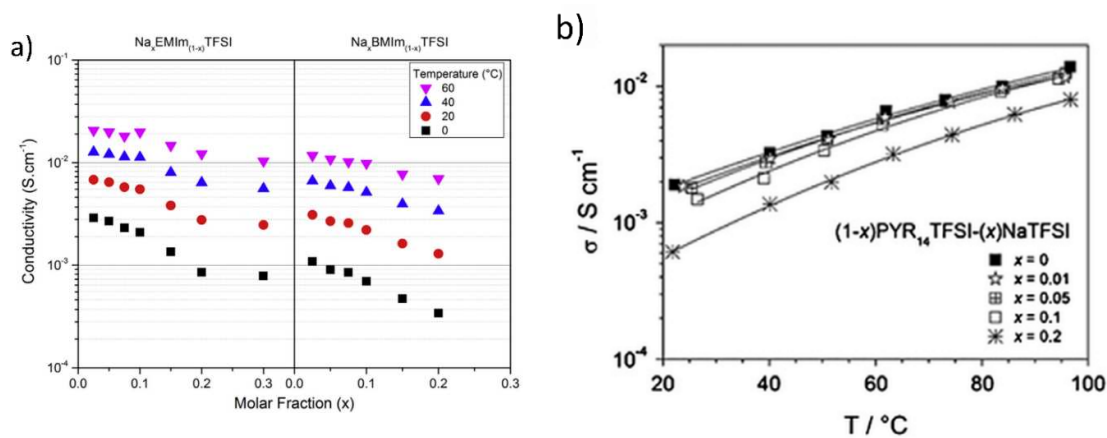 a)
NaₓEMIm₍₁₋ₓ₎TFSI
NaₓBMIm₍₁₋ₓ₎TFSI
Temperature (°C)
60
40
20
0
10⁻¹
10⁻²
10⁻³
10⁻⁴
Conductivity (S.cm⁻¹)
0.0 0.1 0.2 0.3 0.0 0.1 0.2 0.3
Molar Fraction (x)
b)
10⁻²
10⁻³
10⁻⁴
σ / S cm⁻¹
(1-x)PYR₁₄TFSI-(x)NaTFSI
x = 0
x = 0.01
x = 0.05
x = 0.1
x = 0.2
20 40 60 80 100
T / °C